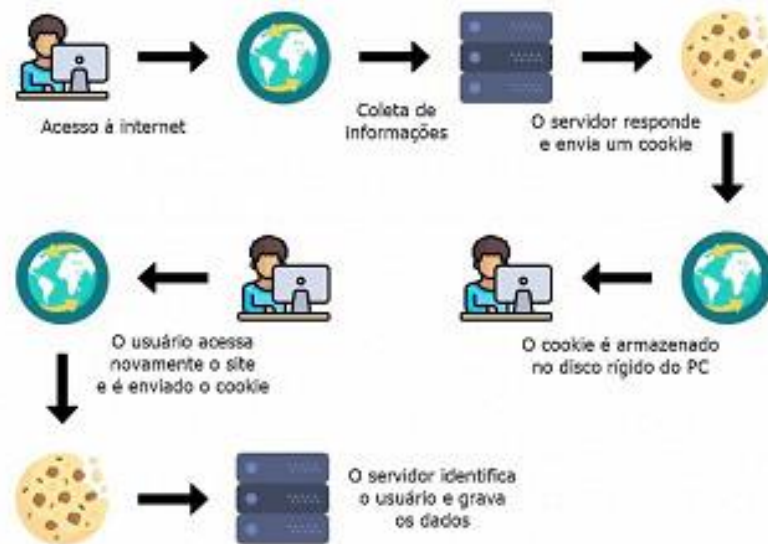 Acesso à internet
Coleta de
informações
O servidor responde
e envia um cookie
O usuário acessa
novamente o site
e é enviado o cookie
O cookie é armazenado
no disco rígido do PC
O servidor identifica
o usuário e grava
os dados